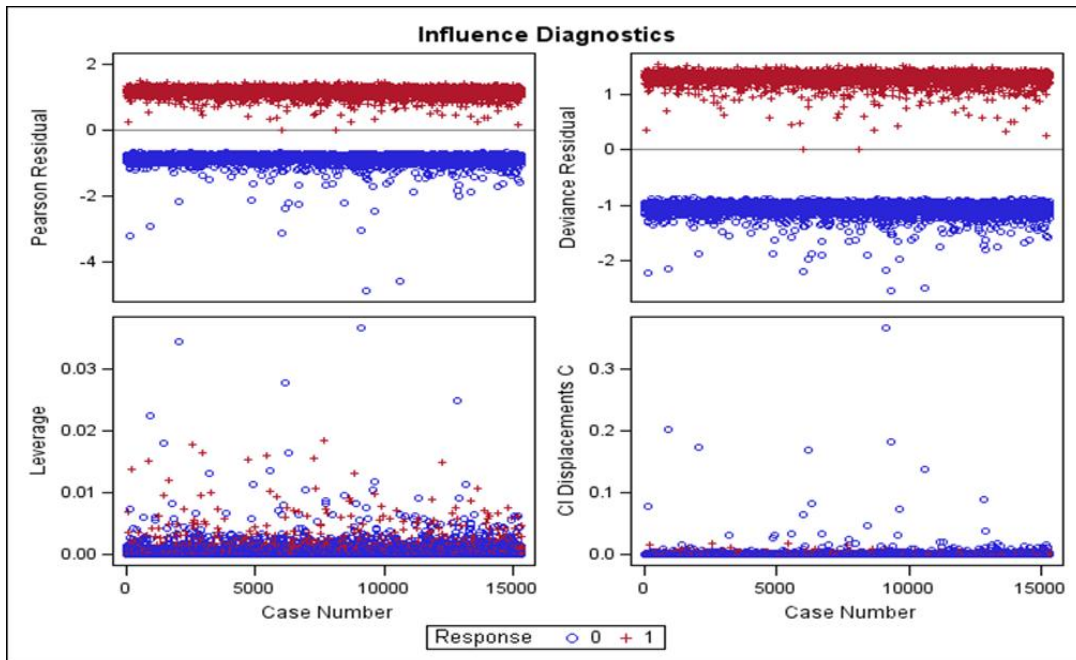 Influence Diagnostics
Pearson Residual
2
0
-2
-4
Deviance Residual
1
0
-1
-2
Leverage
0.03
0.02
0.01
0.00
0 5000 10000 15000
Case Number
CI Displacements C
0.3
0.2
0.1
0.0
0 5000 10000 15000
Case Number
Response 0 1